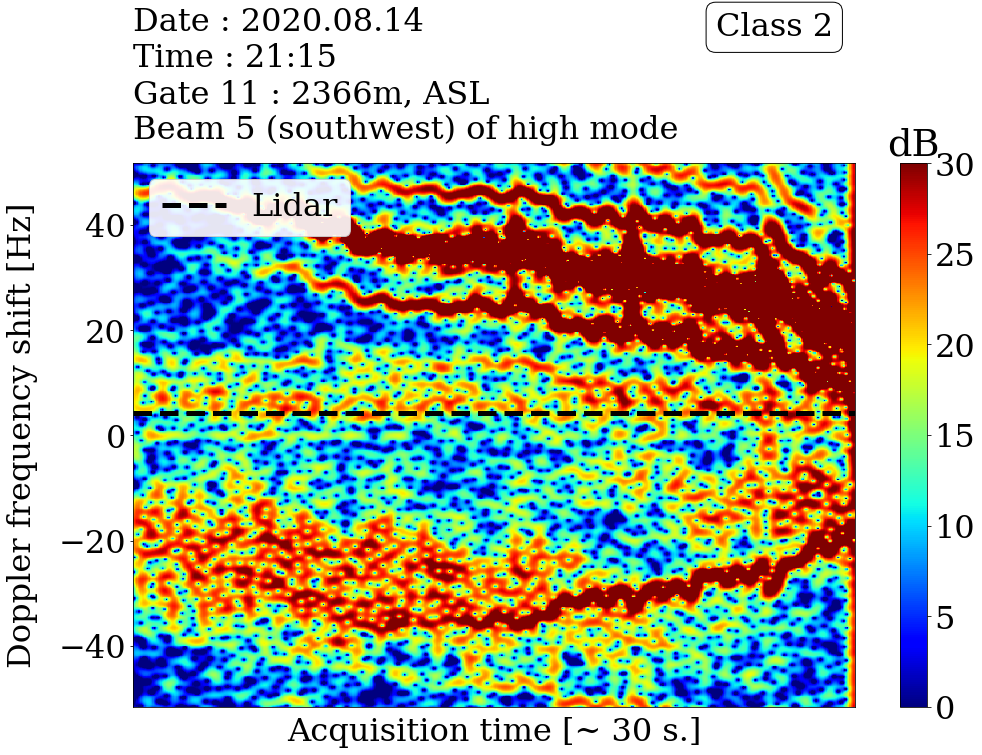 Date : 2020.08.14
Time : 21:15
Gate 11 : 2366m, ASL
Beam 5 (southwest) of high mode
Class 2
dB
Lidar
Doppler frequency shift [Hz]
40
20
0
−20
−40
30
25
20
15
10
5
0
Acquisition time [~ 30 s.]